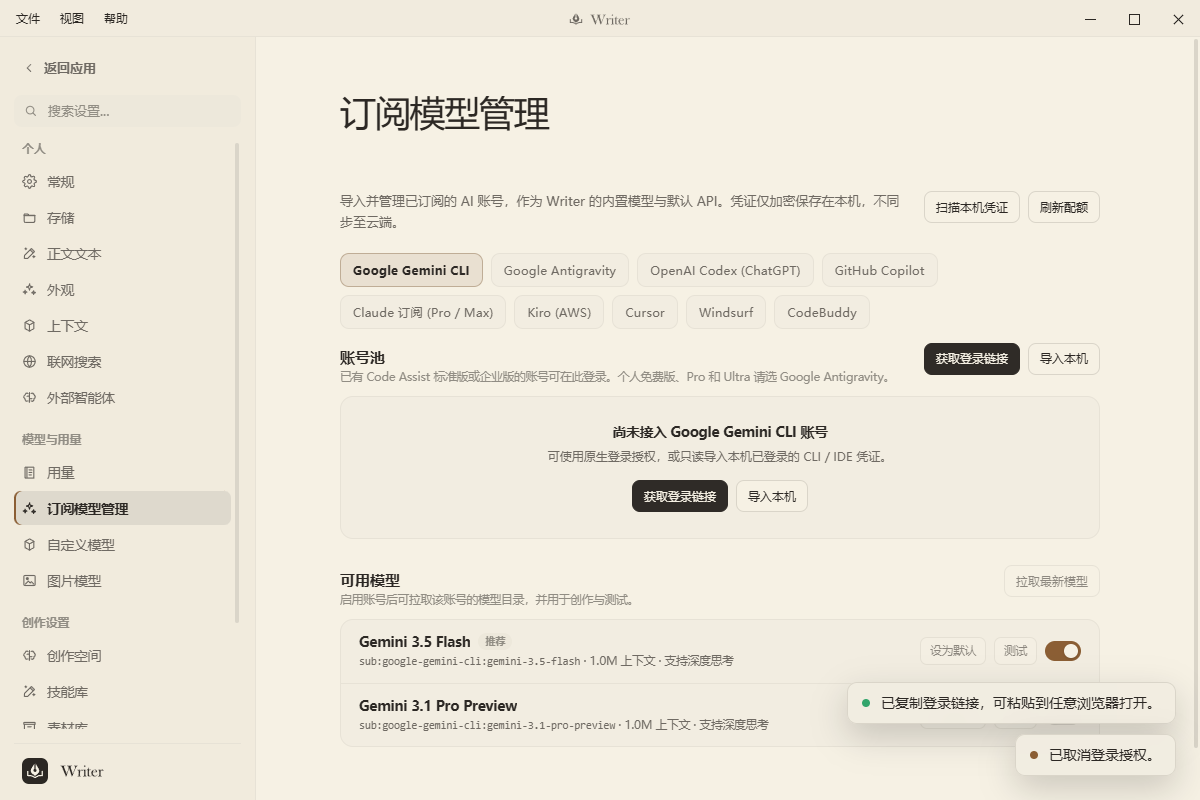 文件 视图 帮助
Writer
返回应用
搜索设置...
个人
常规
存储
正文文本
外观
上下文
联网搜索
外部智能体
模型与用量
用量
订阅模型管理
自定义模型
图片模型
创作设置
创作空间
技能库
素材库
Writer
订阅模型管理
导入并管理已订阅的 AI 账号，作为 Writer 的内置模型与默认 API。凭证仅加密保存在本机，不同
步至云端。
扫描本机凭证 刷新配额
Google Gemini CLI Google Antigravity OpenAI Codex (ChatGPT) GitHub Copilot
Claude 订阅 (Pro / Max) Kiro (AWS) Cursor Windsurf CodeBuddy
账号池
已有 Code Assist 标准版或企业版的账号可在此登录。个人免费版、Pro 和 Ultra 请选 Google Antigravity。
获取登录链接 导入本机
尚未接入 Google Gemini CLI 账号
可使用原生登录授权，或只读导入本机已登录的 CLI / IDE 凭证。
获取登录链接 导入本机
可用模型
启用账号后可拉取该账号的模型目录，并用于创作与测试。
拉取最新模型
Gemini 3.5 Flash 推荐
sub:google-gemini-cli:gemini-3.5-flash · 1.0M 上下文 · 支持深度思考
设为默认 测试
Gemini 3.1 Pro Preview
sub:google-gemini-cli:gemini-3.1-pro-preview · 1.0M 上下文 · 支持深度思考
已复制登录链接，可粘贴到任意浏览器打开。
已取消登录授权。